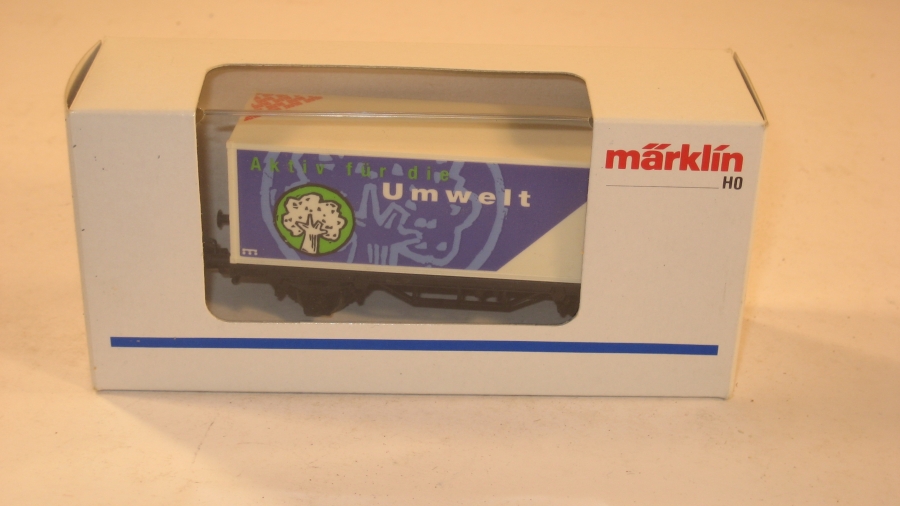 märklin
H0
Aktiv für die
Umwelt